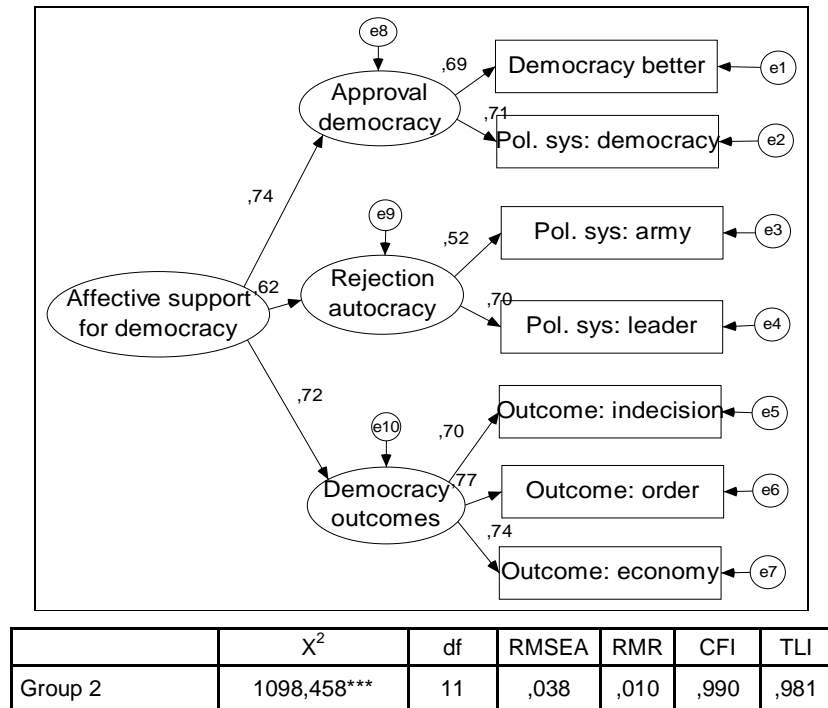 e8
,69
Democracy better
e1
Approval
democracy
,71
Pol. sys: democracy
e2
,74
e9
,52
Pol. sys: army
e3
Rejection
autocracy
,62
Affective support
for democracy
,70
Pol. sys: leader
e4
,72
e10
,70
Outcome: indecision
e5
Democracy
outcomes
,77
Outcome: order
e6
,74
Outcome: economy
e7
X2 df RMSEA RMR CFI TLI
Group 2 1098,458*** 11 ,038 ,010 ,990 ,981